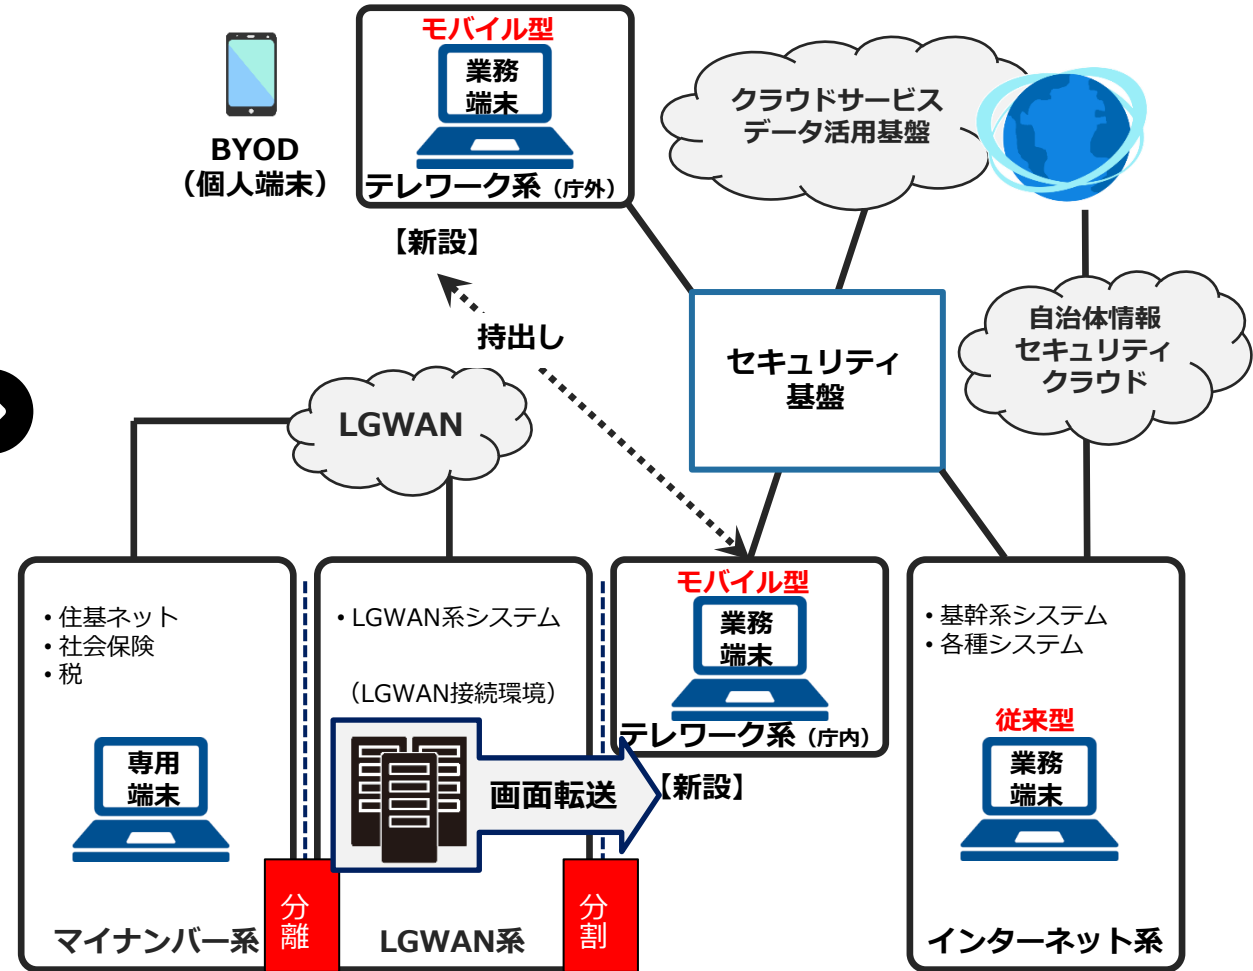 モバイル型
業務
端末
テレワーク系（庁外）
【新設】
BYOD
（個人端末）
クラウドサービス
データ活用基盤
持出し
セキュリティ
基盤
自治体情報
セキュリティ
クラウド
LGWAN
・住基ネット
・社会保険
・税
専用
端末
マイナンバー系
分離
・LGWAN系システム
（LGWAN接続環境）
画面転送
LGWAN系
分割
モバイル型
業務
端末
テレワーク系（庁内）
【新設】
・基幹系システム
・各種システム
従来型
業務
端末
インターネット系